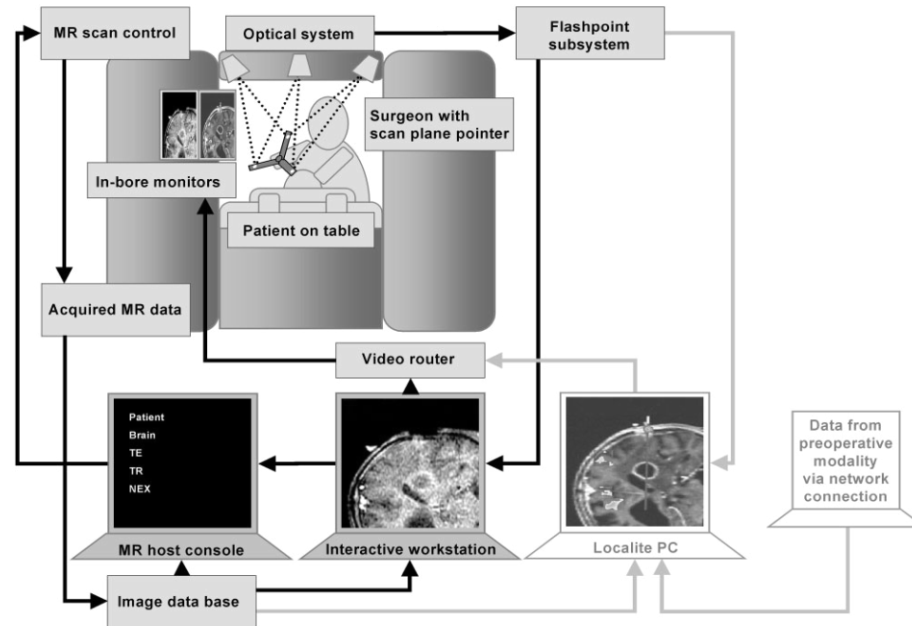 MR scan control
Optical system
Flashpoint
subsystem
Surgeon with
scan plane pointer
In-bore monitors
Patient on table
Acquired MR data
Video router
Patient
Brain
TE
TR
NEX
Data from
preoperative
modality
via network
connection
MR host console
Interactive workstation
Localite PC
Image data base